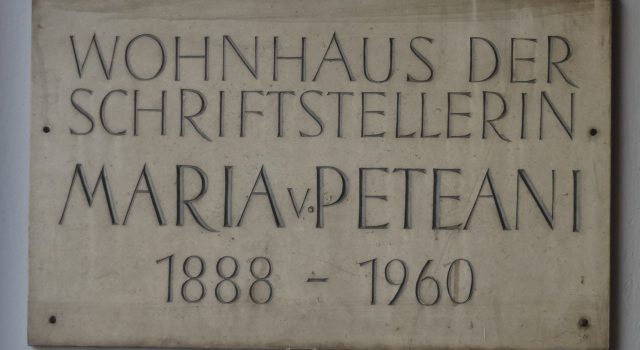 WOHNHAUS DER
SCHRIFTSTELLERIN
MARIA v. PETEANI
1888 - 1960